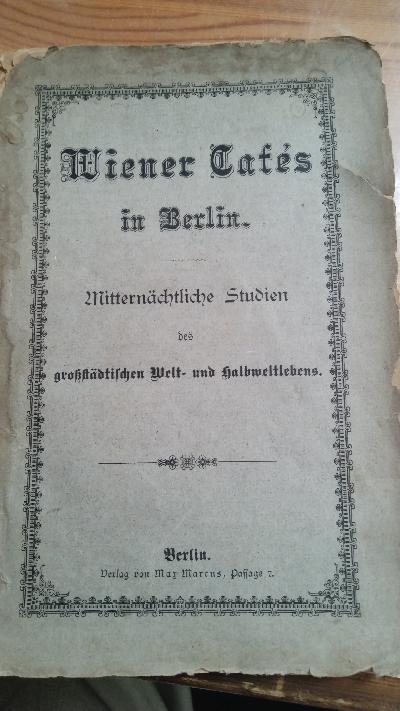 Wiener Cafés
in Berlin.
Mitternächtliche Studien
des
großstädtischen Welt- und Halbweltlebens.
Berlin.
Verlag von Max Marcus, Passage 7.